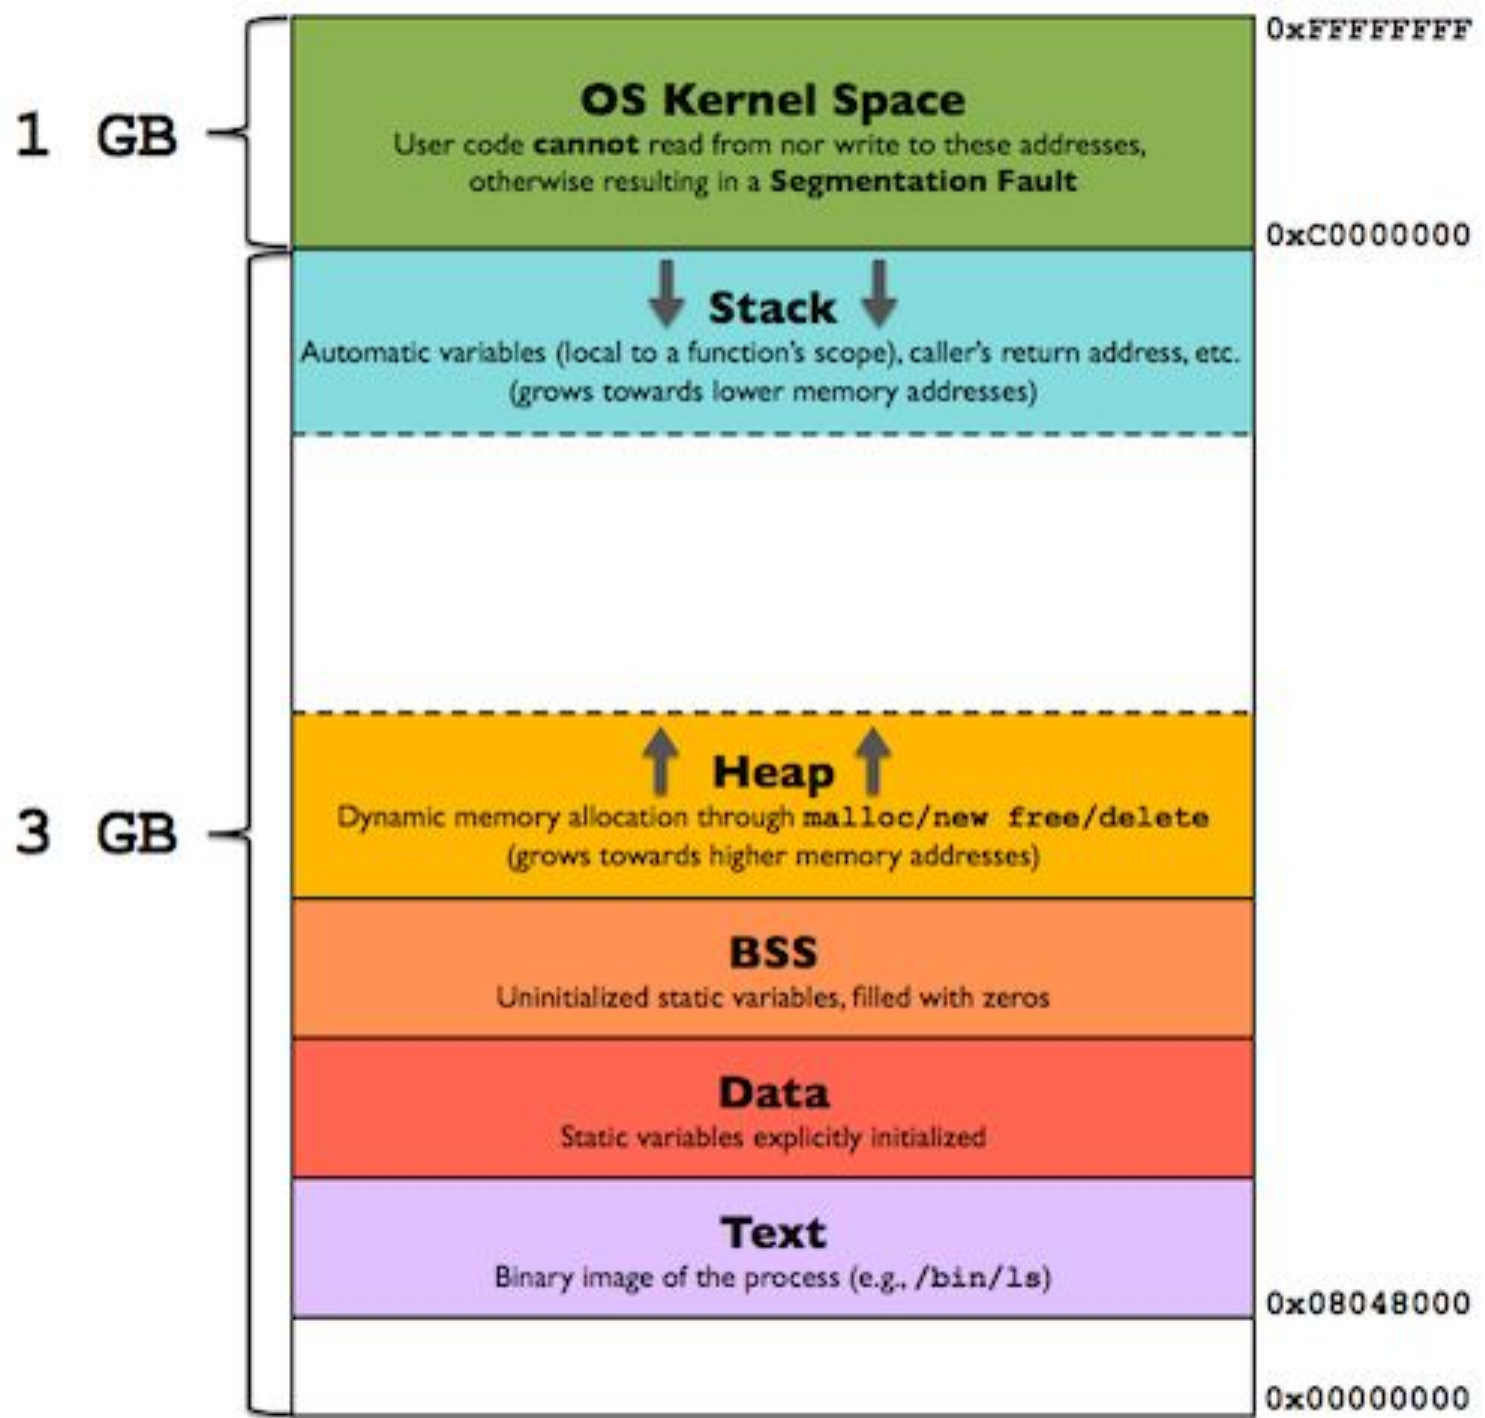 0xFFFFFFFF
OS Kernel Space
1 GB
User code cannot read from nor write to these addresses,
otherwise resulting in a Segmentation Fault
0xC0000000
Stack
Automatic variables (local to a function's scope), caller's return address, etc.
(grows towards lower memory addresses)
Heap
3 GB
Dynamic memory allocation through malloc/new free/delete
(grows towards higher memory addresses)
BSS
Uninitialized static variables, filled with zeros
Data
Static variables explicitly initialized
Text
Binary image of the process (e.g., /bin/ls)
0x08048000
0x00000000